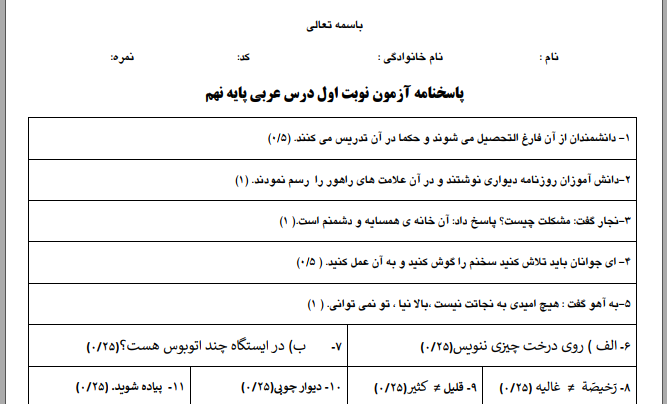 باسمه تعالی
نام : نام خانوادگی : کد: نمره:
پاسخنامه آزمون نوبت اول درس عربی پایه نهم
۱- دانشمندان از آن فارغ التحصیل می شوند و حکما در آن تدریس می کنند. (۰/۵)
۲-دانش آموزان روزنامه دیواری نوشتند و در آن علامت های راهور را رسم نمودند. (۱)
۳-نجار گفت: مشکلت چیست؟ پاسخ داد: آن خانه ی همسایه و دشمنم است.( ۱)
۴- ای جوانان باید تلاش کنید سخنم را گوش کنید و به آن عمل کنید. ( ۰/۵)
۵-به آهو گفت : هیچ امیدی به نجاتت نیست ،بالا نیا ، تو نمی توانی. ( ۱)
۶- الف ) روی درخت چیزی ننویس(۰/۲۵) ۷- ب) در ایستگاه چند اتوبوس هست؟(۰/۲۵)
۸- رَخیصَة ≠ غالیه (۰/۲۵) ۹- قلیل ≠ کثیر(۰/۲۵) ۱۰- دیوار چوبی(۰/۲۵) ۱۱- پیاده شوید. (۰/۲۵)